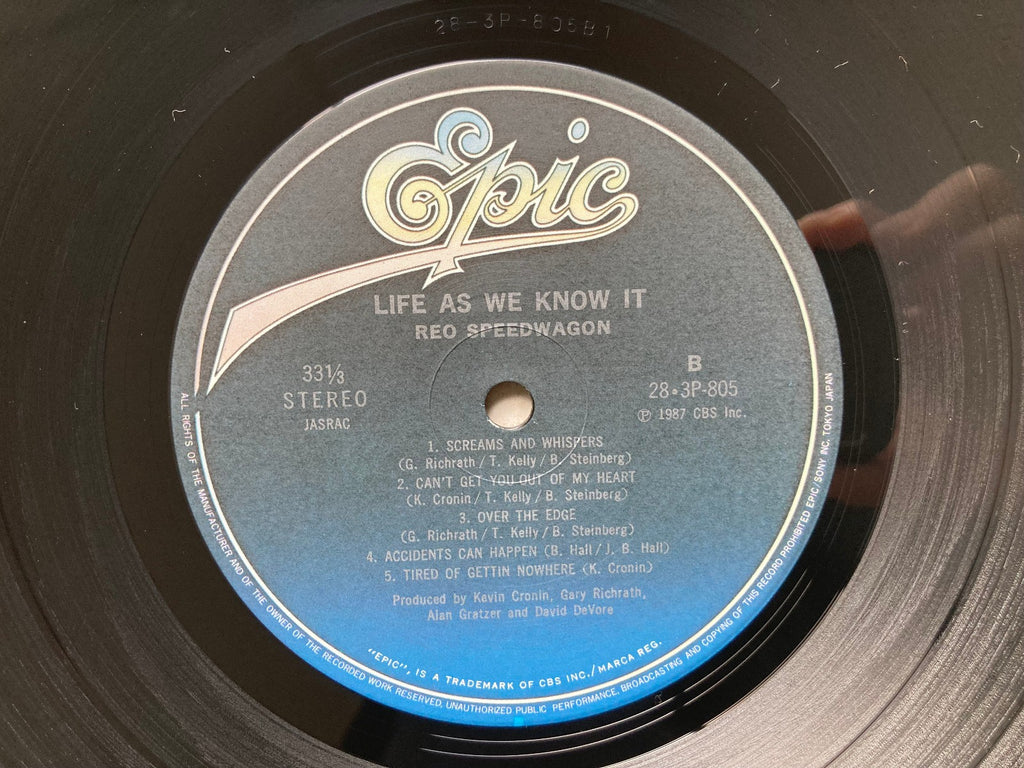 28-3P-805B1
Epic
LIFE AS WE KNOW IT
REO SPEEDWAGON
33⅓
STEREO
JASRAC
B
28•3P-805
Ⓟ 1987 CBS Inc.
1. SCREAMS AND WHISPERS
(G. Richrath / T. Kelly / B. Steinberg)
2. CAN'T GET YOU OUT OF MY HEART
(K. Cronin / T. Kelly / B. Steinberg)
3. OVER THE EDGE
(G. Richrath / T. Kelly / B. Steinberg)
4. ACCIDENTS CAN HAPPEN (B. Hall / J. B. Hall)
5. TIRED OF GETTIN NOWHERE (K. Cronin)
Produced by Kevin Cronin, Gary Richrath,
Alan Gratzer and David DeVore
"EPIC", IS A TRADEMARK OF CBS INC./MARCA REG.
ALL RIGHTS OF THE MANUFACTURER AND OF THE OWNER OF THE RECORDED WORK RESERVED. UNAUTHORIZED PUBLIC PERFORMANCE, BROADCASTING AND COPYING OF THIS RECORD PROHIBITED EPIC/SONY INC. TOKYO JAPAN